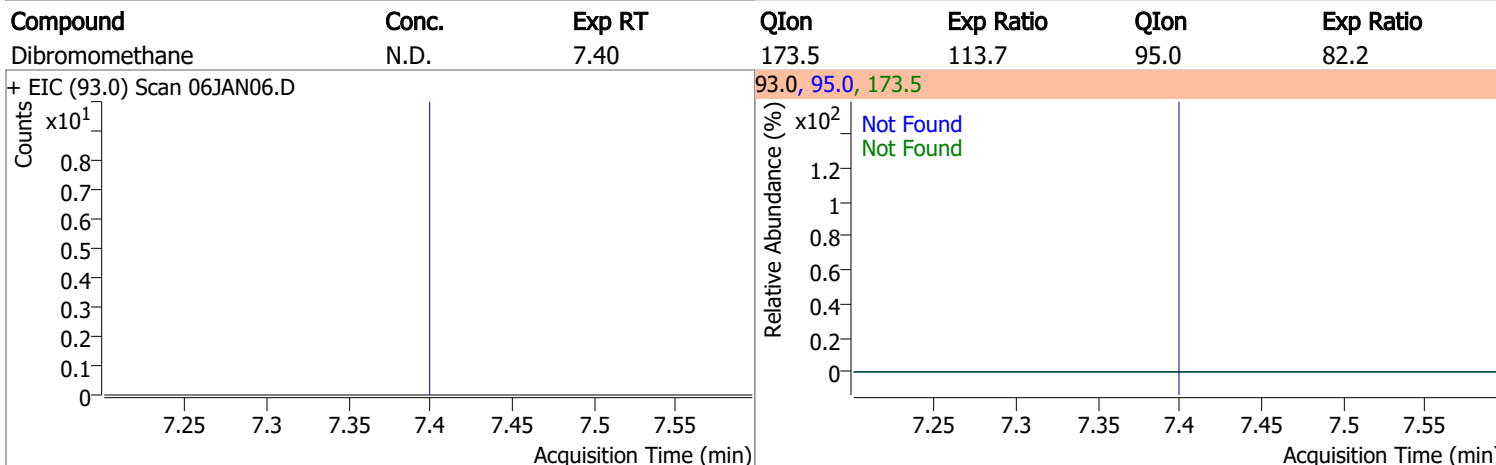 Compound Conc. Exp RT QIon Exp Ratio QIon Exp Ratio
Dibromomethane N.D. 7.40 173.5 113.7 95.0 82.2
+ EIC (93.0) Scan 06JAN06.D
Counts
x10¹
0.8
0.7
0.6
0.5
0.4
0.3
0.2
0.1
0
7.25 7.3 7.35 7.4 7.45 7.5 7.55
Acquisition Time (min)
93.0, 95.0, 173.5
Relative Abundance (%)
x10²
Not Found
Not Found
1.2
1
0.8
0.6
0.4
0.2
0
7.25 7.3 7.35 7.4 7.45 7.5 7.55
Acquisition Time (min)